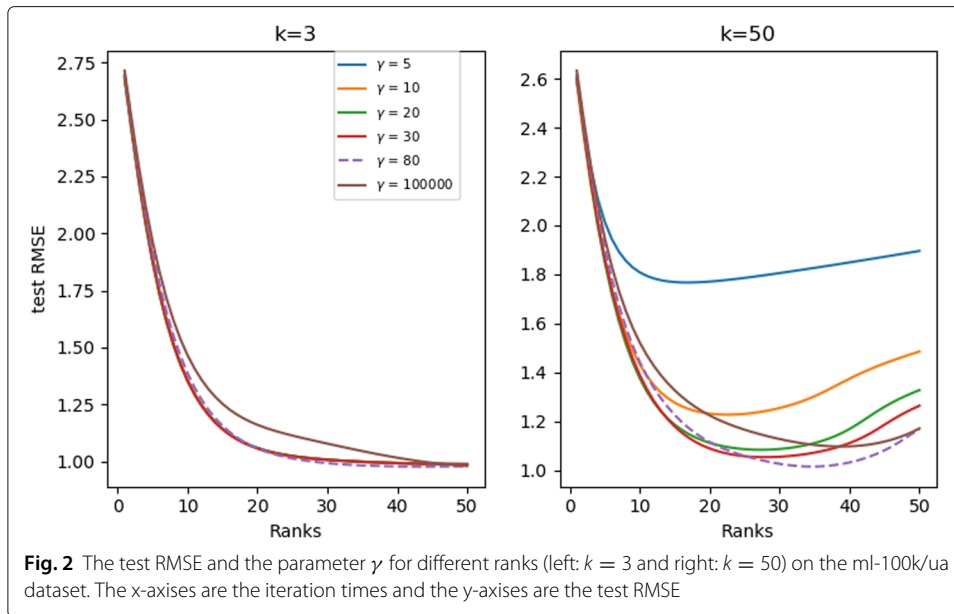 k=3
k=50
2.75
2.50
2.25
2.00
1.75
1.50
1.25
1.00
test RMSE
γ = 5
γ = 10
γ = 20
γ = 30
γ = 80
γ = 100000
0 10 20 30 40 50
Ranks
2.6
2.4
2.2
2.0
1.8
1.6
1.4
1.2
1.0
0 10 20 30 40 50
Ranks
Fig. 2 The test RMSE and the parameter γ for different ranks (left: k = 3 and right: k = 50) on the ml-100k/ua
dataset. The x-axises are the iteration times and the y-axises are the test RMSE